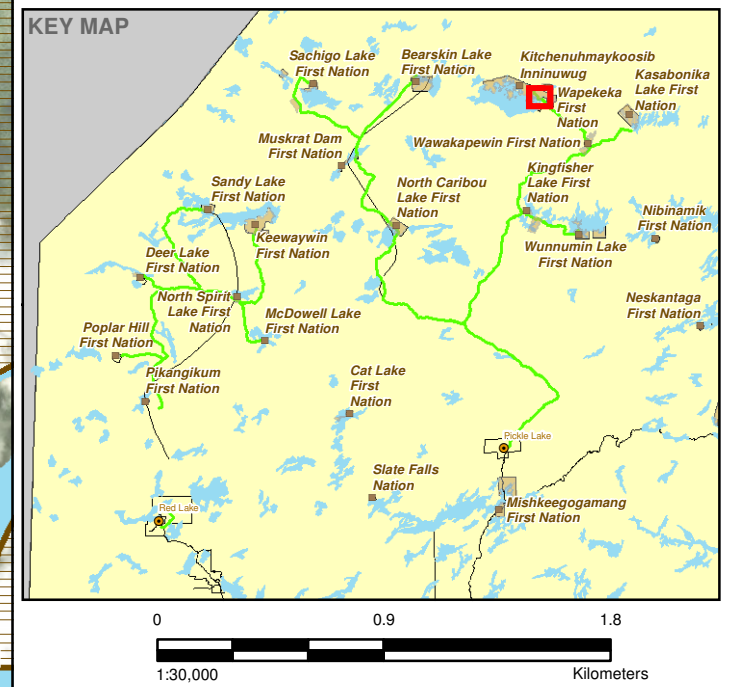 KEY MAP
Sachigo Lake
First Nation
Bearskin Lake
First Nation
Kitchenuhmaykoosib
Inninuwug
Wapekeka
First
Nation
Kasabonika
Lake First
Nation
Muskrat Dam
First Nation
Wawakapewin First Nation
Sandy Lake
First Nation
North Caribou
Lake First
Nation
Kingfisher
Lake First
Nation
Nibinamik
First Nation
Keewaywin
First Nation
Wunnumin Lake
First Nation
Deer Lake
First Nation
North Spirit
Lake First
Nation
McDowell Lake
First Nation
Neskantaga
First Nation
Poplar Hill
First Nation
Pikangikum
First Nation
Cat Lake
First
Nation
Pickle Lake
Slate Falls
Nation
Mishkeegogamang
First Nation
Red Lake
0 0.9 1.8
1:30,000 Kilometers